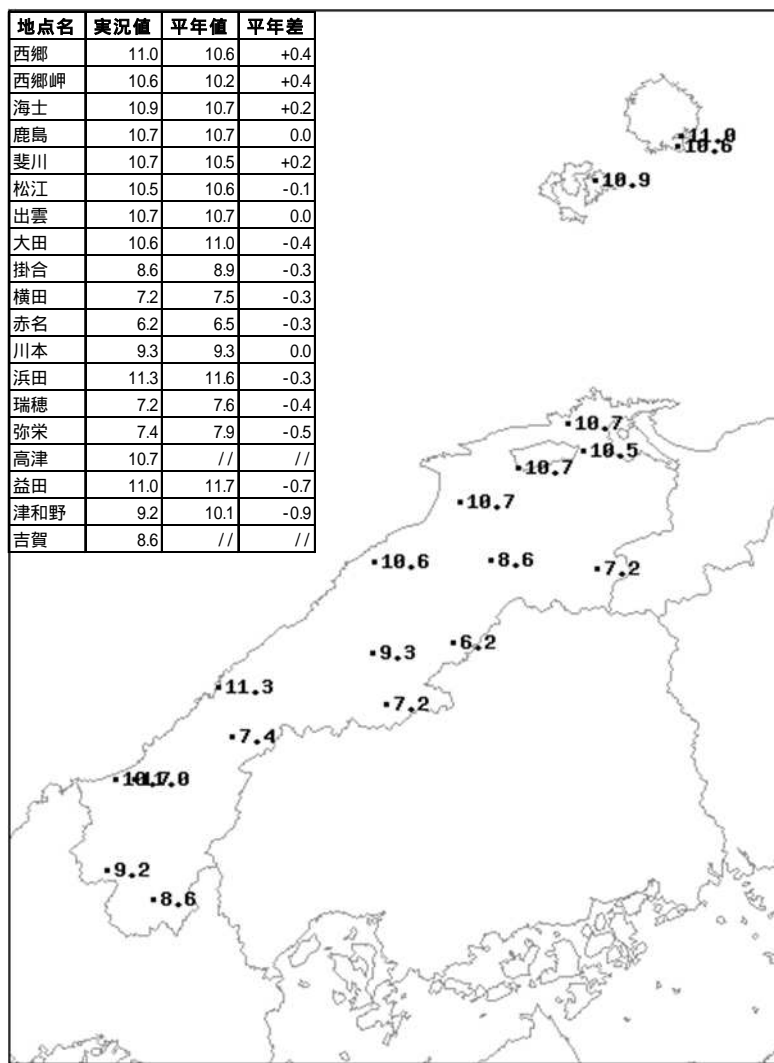 地点名 実況値 平年値 平年差
西郷 11.0 10.6 +0.4
西郷岬 10.6 10.2 +0.4
海士 10.9 10.7 +0.2
鹿島 10.7 10.7 0.0
斐川 10.7 10.5 +0.2
松江 10.5 10.6 -0.1
出雲 10.7 10.7 0.0
大田 10.6 11.0 -0.4
掛合 8.6 8.9 -0.3
横田 7.2 7.5 -0.3
赤名 6.2 6.5 -0.3
川本 9.3 9.3 0.0
浜田 11.3 11.6 -0.3
瑞穂 7.2 7.6 -0.4
弥栄 7.4 7.9 -0.5
高津 10.7 // //
益田 11.0 11.7 -0.7
津和野 9.2 10.1 -0.9
吉賀 8.6 // //
11.0
10.6
10.9
10.7
10.5
10.7
10.7
10.6 8.6 7.2
6.2
9.3
11.3
7.2
7.4
10.7 11.0
9.2
8.6